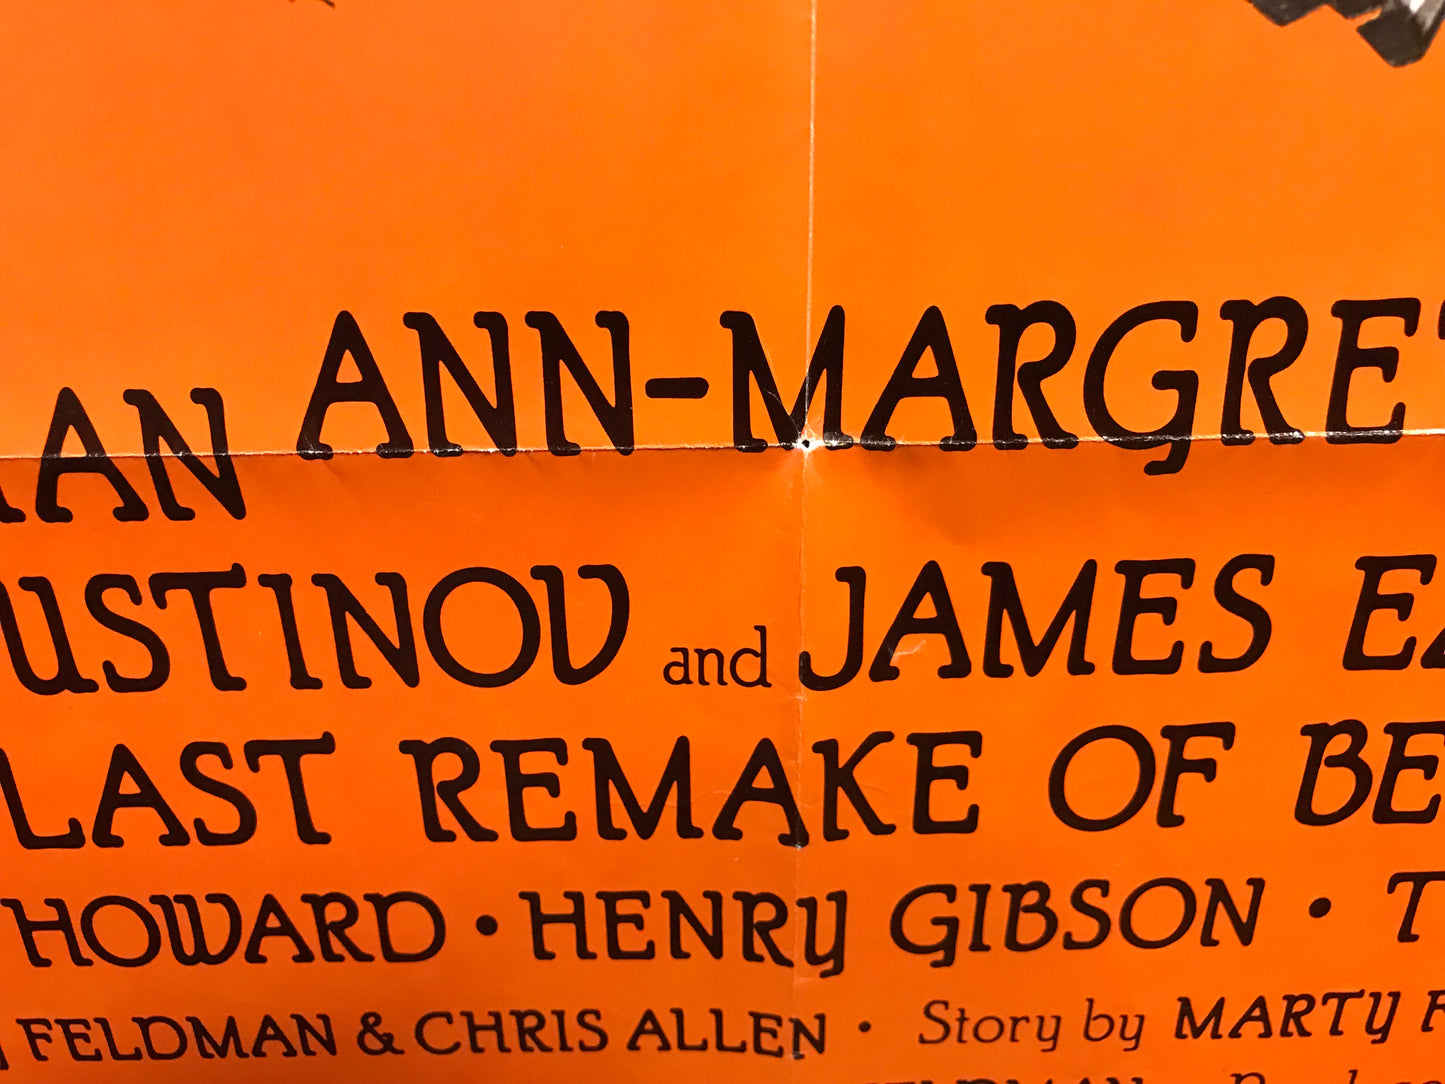 AN ANN-MARGRET
USTINOV and JAMES EA
LAST REMAKE OF BE
HOWARD • HENRY GIBSON • T
FELDMAN & CHRIS ALLEN • Story by MARTY F